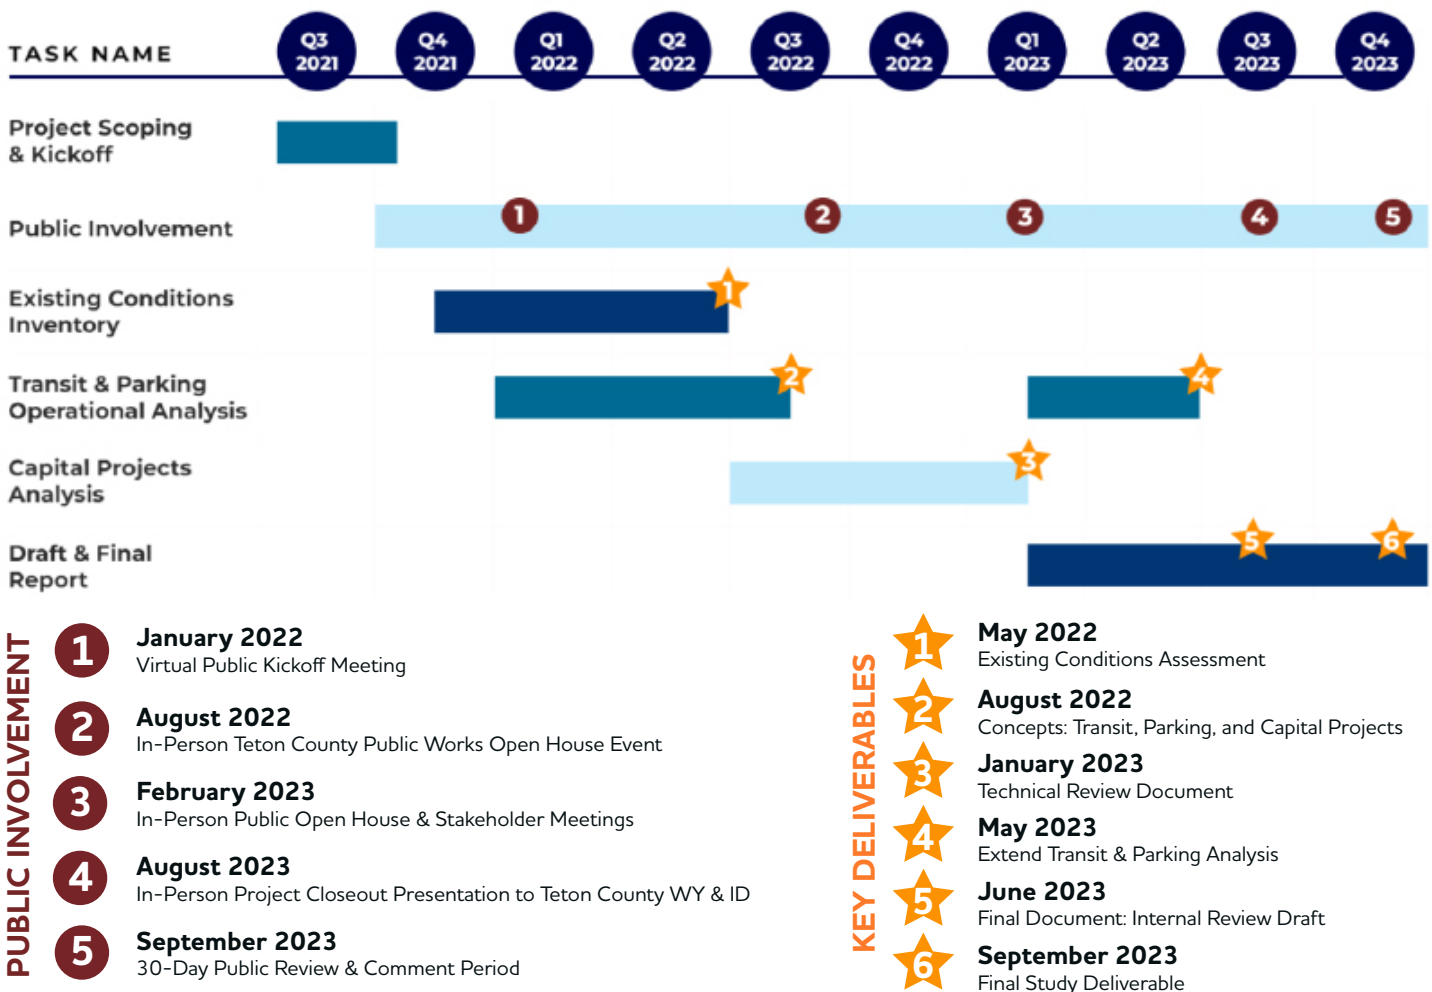 TASK NAME
Q3
2021
Q4
2021
Q1
2022
Q2
2022
Q3
2022
Q4
2022
Q1
2023
Q2
2023
Q3
2023
Q4
2023
Project Scoping
& Kickoff
Public Involvement
1
2
3
4
5
Existing Conditions
Inventory
1
Transit & Parking
Operational Analysis
2
4
Capital Projects
Analysis
3
Draft & Final
Report
5
6
PUBLIC INVOLVEMENT
1
January 2022
Virtual Public Kickoff Meeting
2
August 2022
In-Person Teton County Public Works Open House Event
3
February 2023
In-Person Public Open House & Stakeholder Meetings
4
August 2023
In-Person Project Closeout Presentation to Teton County WY & ID
5
September 2023
30-Day Public Review & Comment Period
KEY DELIVERABLES
1
May 2022
Existing Conditions Assessment
2
August 2022
Concepts: Transit, Parking, and Capital Projects
3
January 2023
Technical Review Document
4
May 2023
Extend Transit & Parking Analysis
5
June 2023
Final Document: Internal Review Draft
6
September 2023
Final Study Deliverable